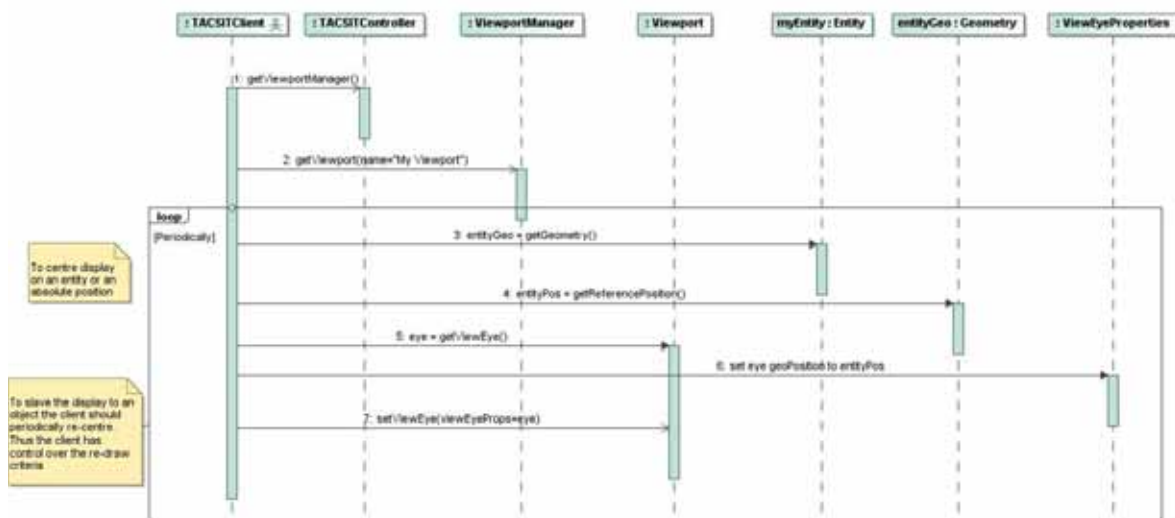 : TACSITClient
: TACSITController
: ViewportManager
: Viewport
myEntity : Entity
entityGeo : Geometry
: ViewEyeProperties
1: getViewportManager()
2: getViewport(name="My Viewport")
loop
[Periodically]
3: entityGeo = getGeometry()
To centre display
on an entity or an
absolute position
4: entityPos = getReferencePosition()
5: eye = getViewEye()
6: set eye geoPosition to entityPos
To slave the display to an
object the client should
periodically re-centre.
Thus the client has
control over the re-draw
criteria
7: setViewEye(viewEyeProps=eye)